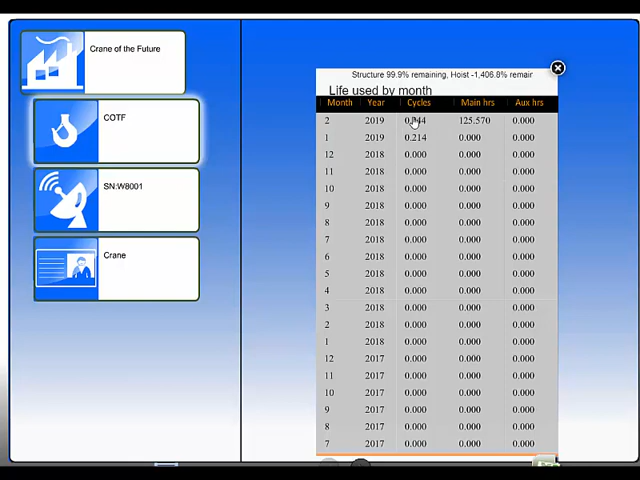 Crane of the Future
COTF
SN:W8001
Crane
Structure 99.9% remaining, Hoist -1,406.8% remair
Life used by month
Month Year Cycles Main hrs Aux hrs
2 2019 125.570 0.000
1 2019 0.214 0.000 0.000
12 2018 0.000 0.000 0.000
11 2018 0.000 0.000 0.000
10 2018 0.000 0.000 0.000
9 2018 0.000 0.000 0.000
8 2018 0.000 0.000 0.000
7 2018 0.000 0.000 0.000
6 2018 0.000 0.000 0.000
5 2018 0.000 0.000 0.000
4 2018 0.000 0.000 0.000
3 2018 0.000 0.000 0.000
2 2018 0.000 0.000 0.000
1 2018 0.000 0.000 0.000
12 2017 0.000 0.000 0.000
11 2017 0.000 0.000 0.000
10 2017 0.000 0.000 0.000
9 2017 0.000 0.000 0.000
8 2017 0.000 0.000 0.000
7 2017 0.000 0.000 0.000